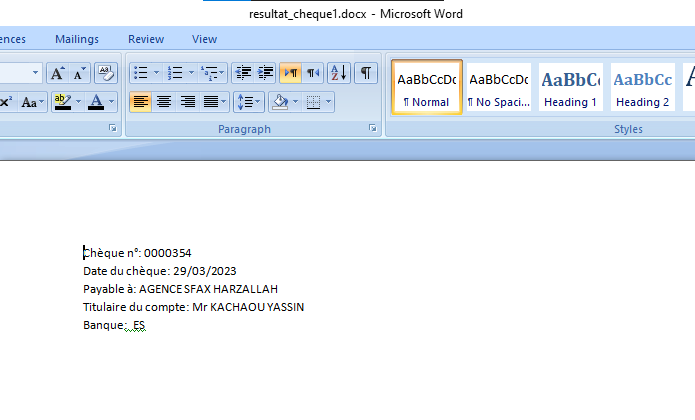 resultat_cheque1.docx - Microsoft Word
ences Mailings Review View
Aa
A
Paragraph
Styles
AaBbCcDc AaBbCcDc AaBbCc AaBbCc
¶ Normal ¶ No Spaci... Heading 1 Heading 2
Chèque n°: 0000354
Date du chèque: 29/03/2023
Payable à: AGENCE SFAX HARZALLAH
Titulaire du compte: Mr KACHAOU YASSIN
Banque: ES